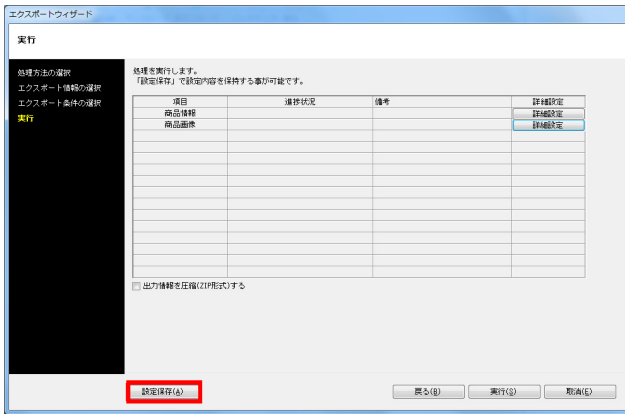 エクスポートウィザード
実行
処理方法の選択
エクスポート情報の選択
エクスポート条件の選択
実行
処理を実行します。
「設定保存」で設定内容を保持する事が可能です。
項目 進捗状況 備考 詳細設定
商品情報 詳細設定
商品画像 詳細設定
出力情報を圧縮(ZIP形式)する
設定保存(A) 戻る(B) 実行(S) 取消(E)